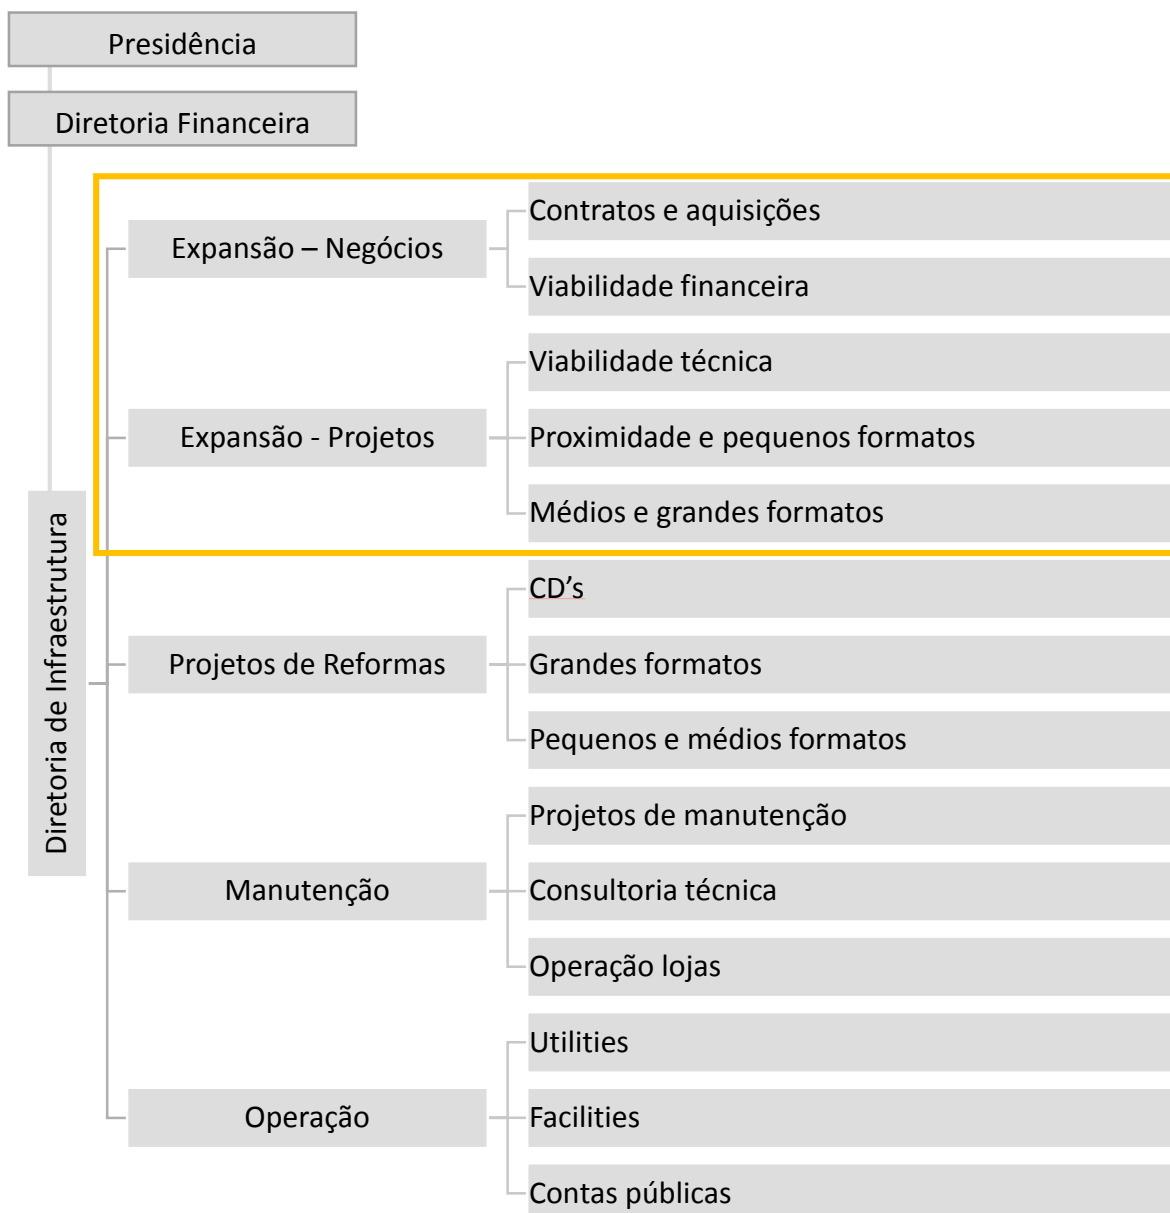 Presidência
Diretoria Financeira
Diretoria de Infraestrutura
Expansão – Negócios
Contratos e aquisições
Viabilidade financeira
Expansão - Projetos
Viabilidade técnica
Proximidade e pequenos formatos
Médios e grandes formatos
Projetos de Reformas
CD’s
Grandes formatos
Pequenos e médios formatos
Manutenção
Projetos de manutenção
Consultoria técnica
Operação lojas
Operação
Utilities
Facilities
Contas públicas